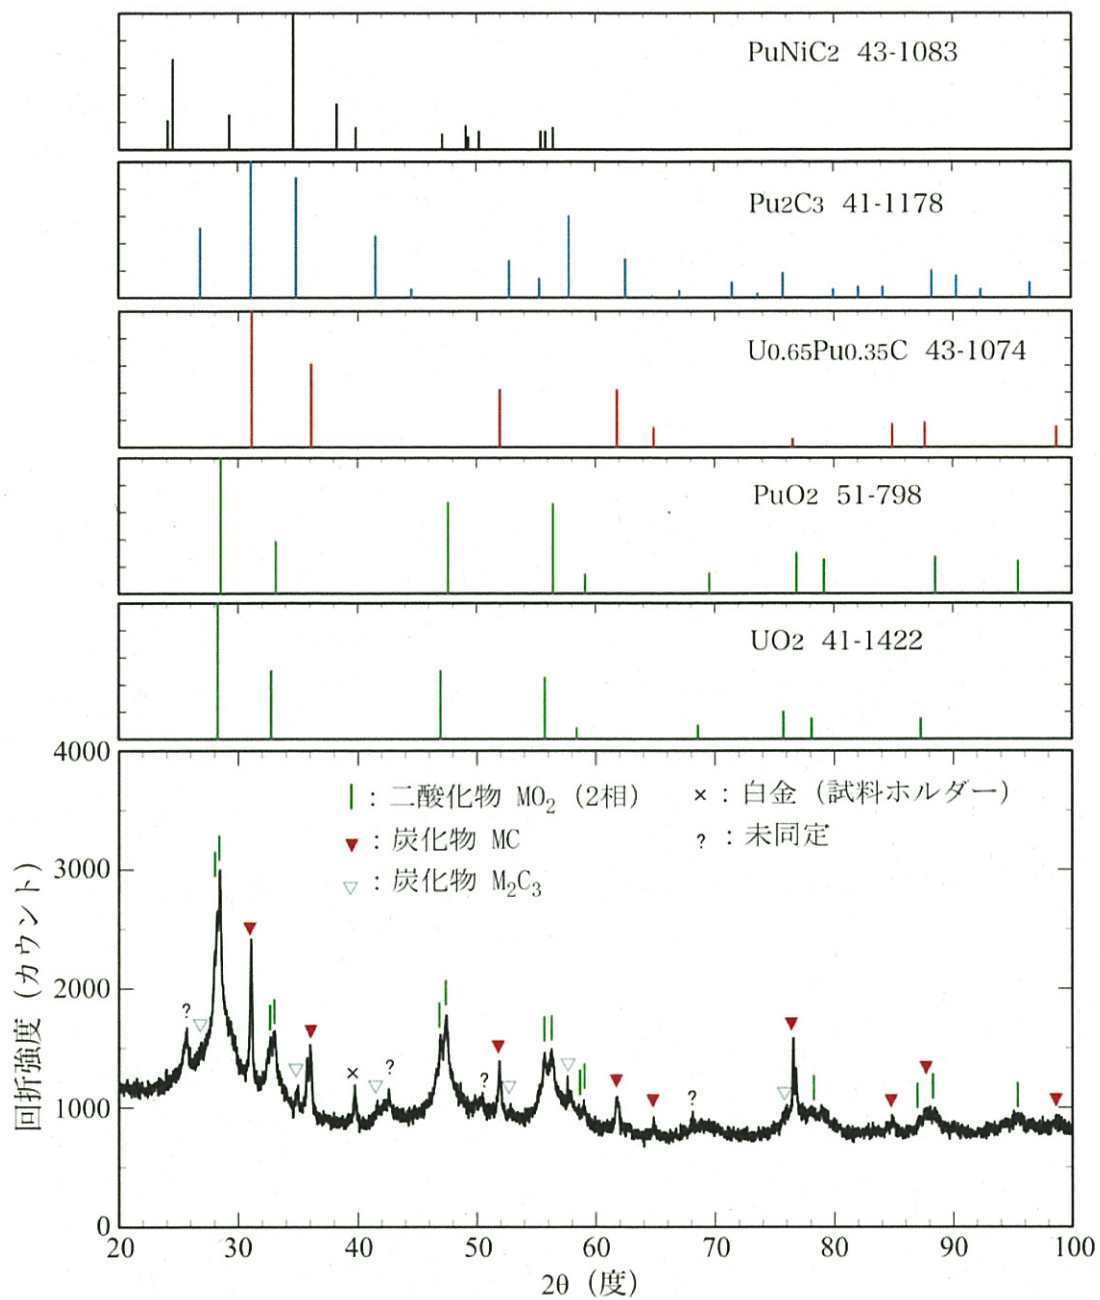 PuNiC2 43-1083
Pu2C3 41-1178
U0.65Pu0.35C 43-1074
PuO2 51-798
UO2 41-1422
4000
3000
2000
1000
0
回折強度（カウント）
|：二酸化物 MO₂（2相）
▼：炭化物 MC
▽：炭化物 M₂C₃
×：白金（試料ホルダー）
?：未同定
?
×
?
?
?
20 30 40 50 60 70 80 90 100
2θ（度）